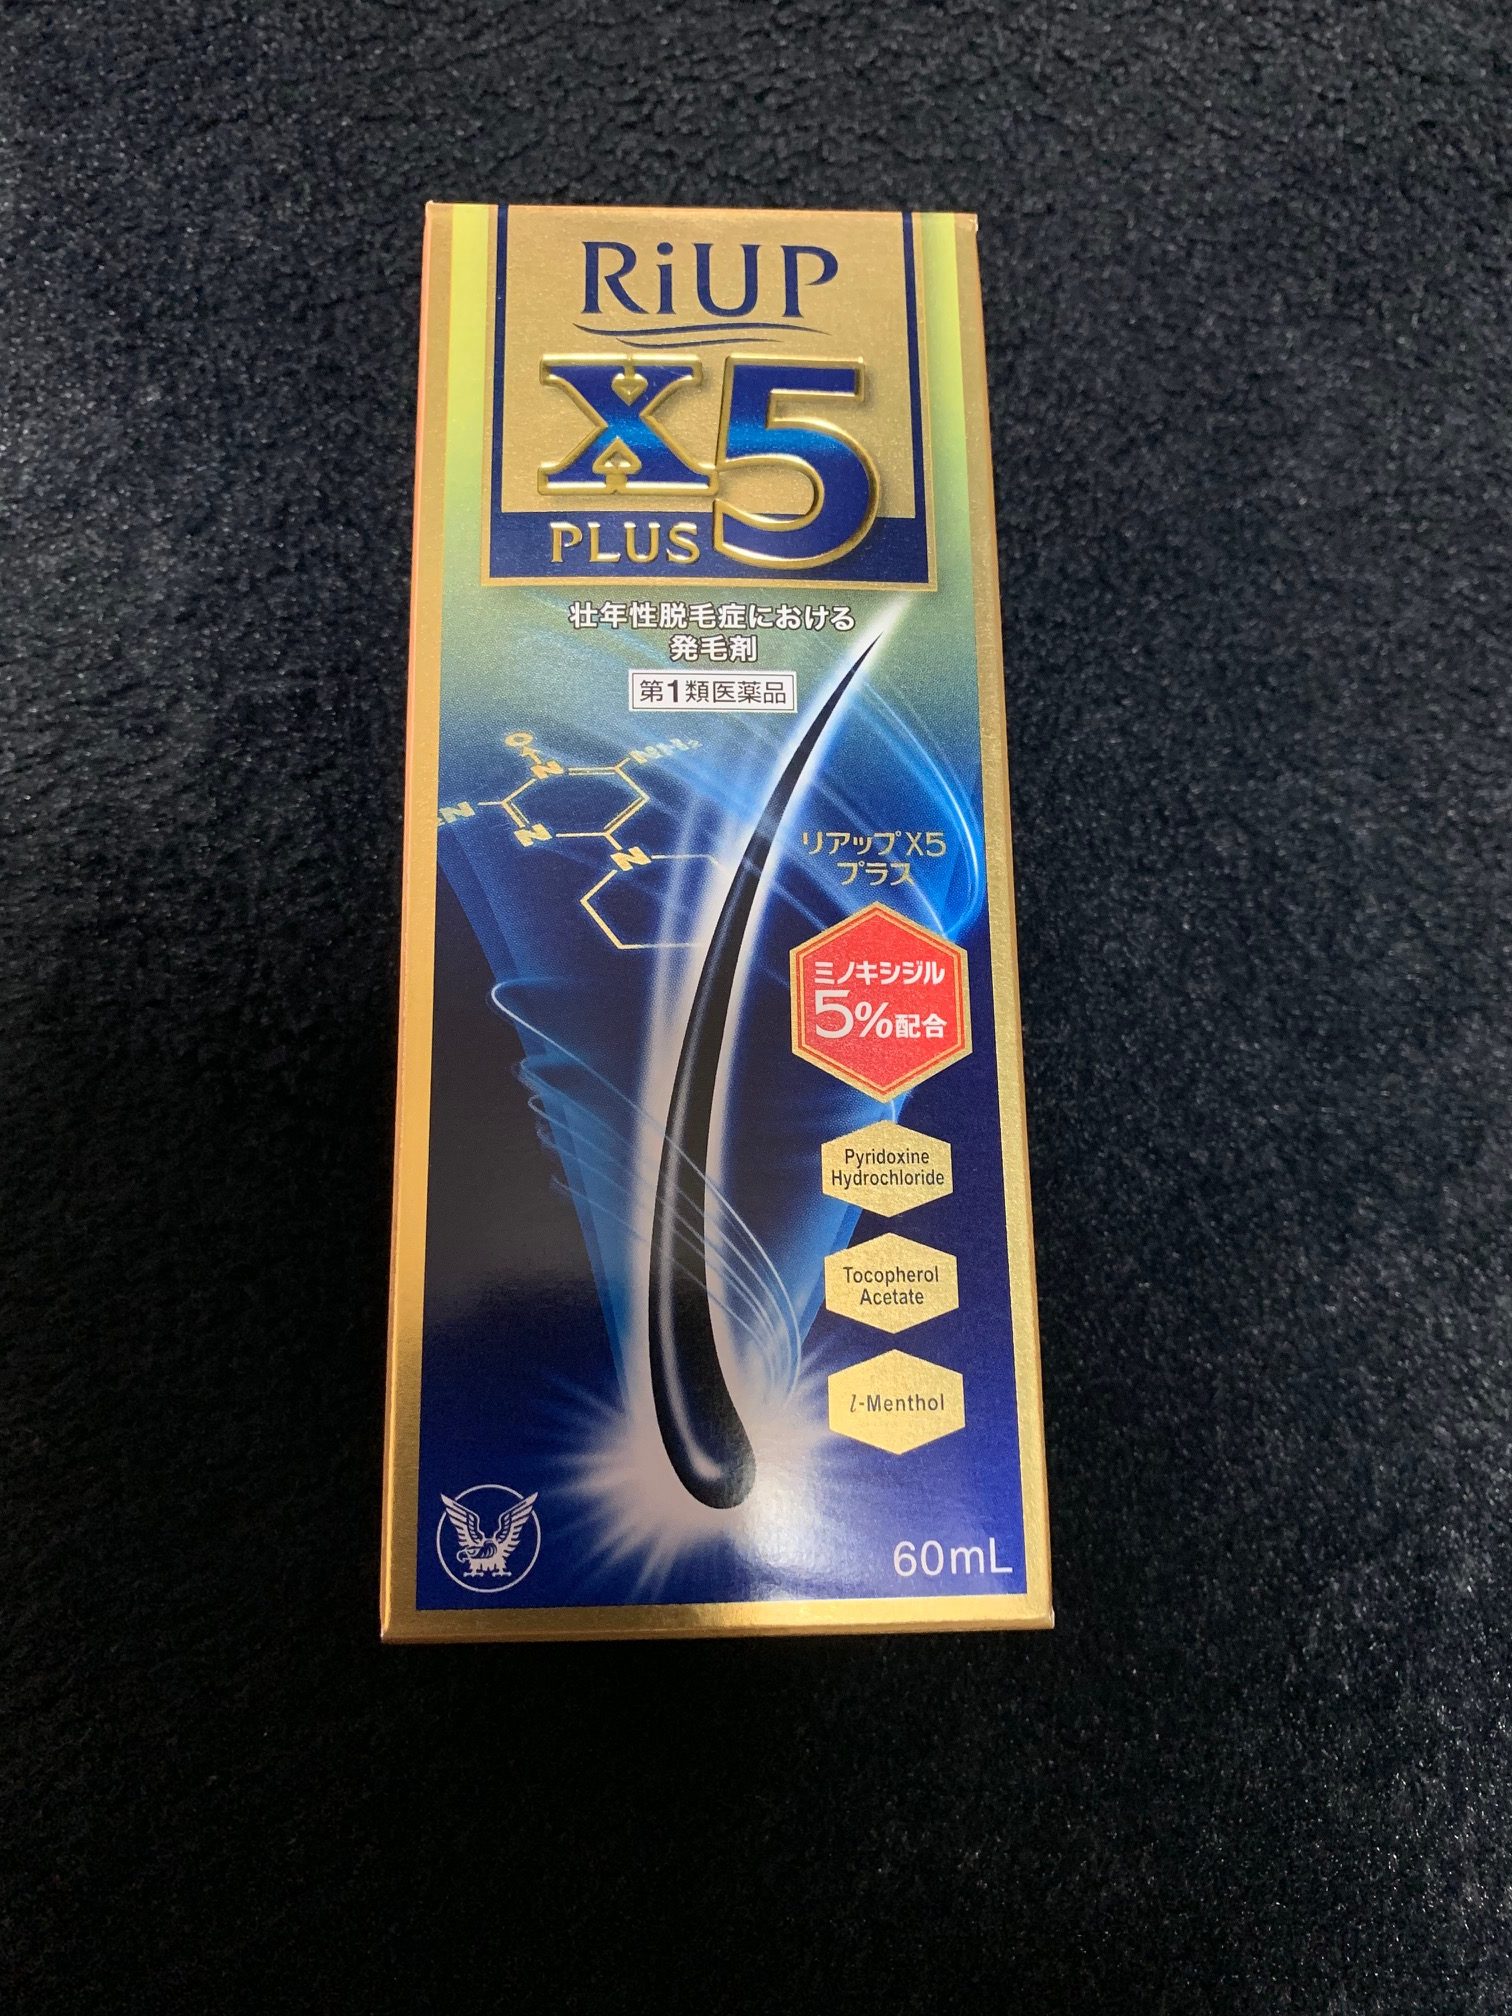 RiUP
X5
PLUS
壮年性脱毛症における
発毛剤
第1類医薬品
O
N
NH₂
N
N
N
リアップX5
プラス
ミノキシジル
5%配合
Pyridoxine
Hydrochloride
Tocopherol
Acetate
l-Menthol
60mL